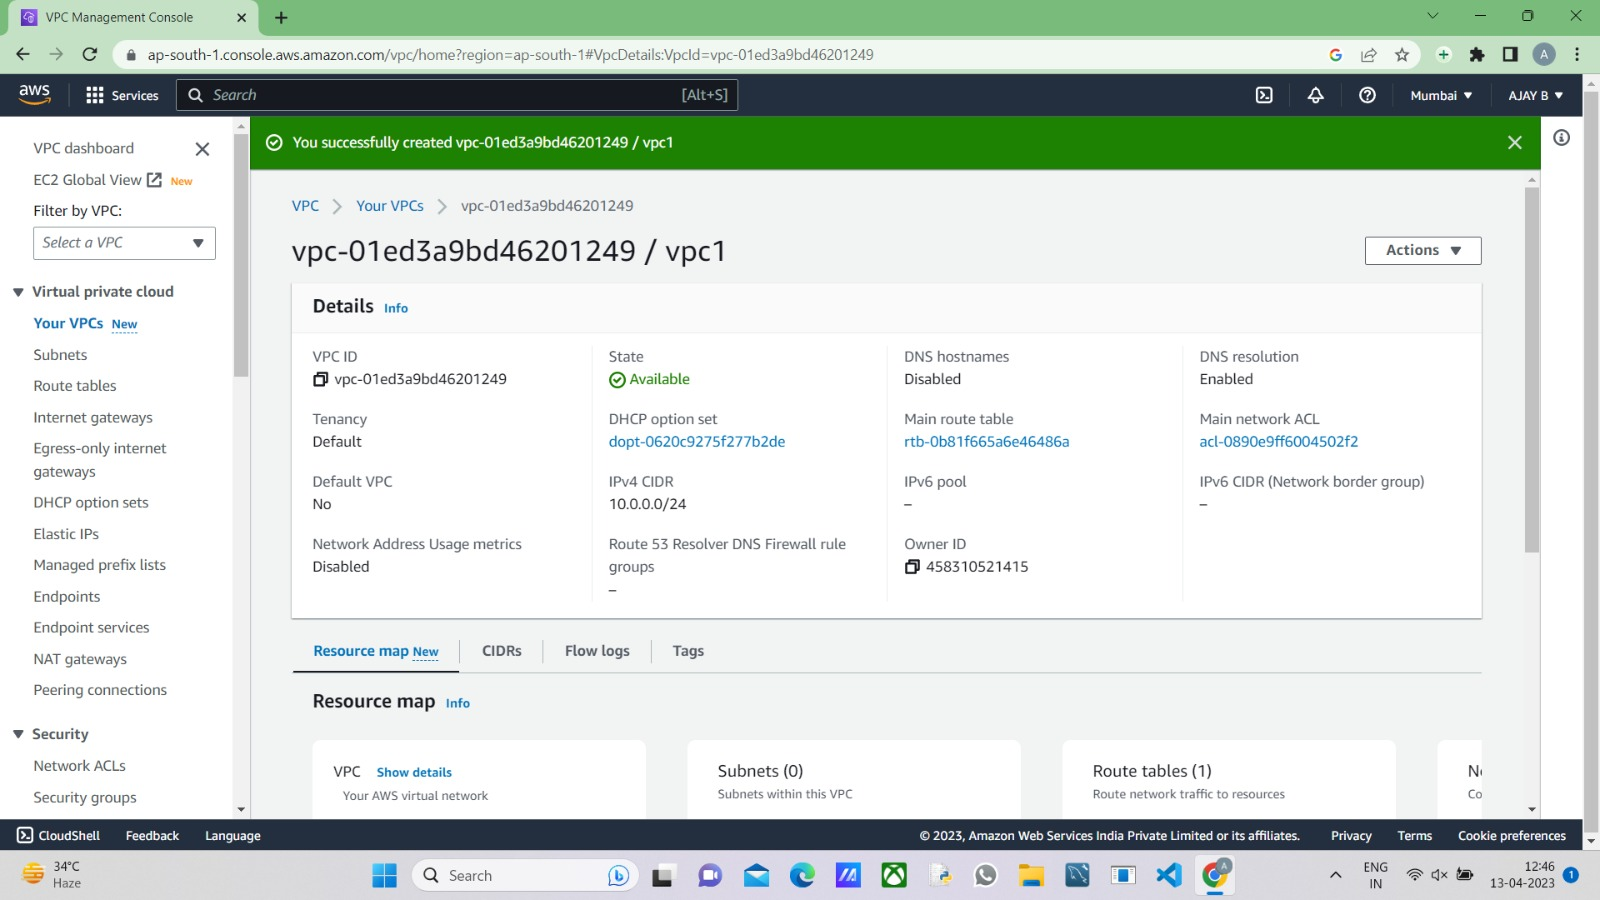 VPC Management Console
ap-south-1.console.aws.amazon.com/vpc/home?region=ap-south-1#VpcDetails:VpcId=vpc-01ed3a9bd46201249
A
aws
Services
Search
[Alt+S]
Mumbai
AJAY B
You successfully created vpc-01ed3a9bd46201249 / vpc1
VPC dashboard
EC2 Global View New
Filter by VPC:
Select a VPC
Virtual private cloud
Your VPCs New
Subnets
Route tables
Internet gateways
Egress-only internet
gateways
DHCP option sets
Elastic IPs
Managed prefix lists
Endpoints
Endpoint services
NAT gateways
Peering connections
Security
Network ACLs
Security groups
VPC
Your VPCs
vpc-01ed3a9bd46201249
vpc-01ed3a9bd46201249 / vpc1
Actions
Details Info
VPC ID
vpc-01ed3a9bd46201249
State
Available
DNS hostnames
Disabled
DNS resolution
Enabled
Tenancy
Default
DHCP option set
dopt-0620c9275f277b2de
Main route table
rtb-0b81f665a6e46486a
Main network ACL
acl-0890e9ff6004502f2
Default VPC
No
IPv4 CIDR
10.0.0.0/24
IPv6 pool
–
IPv6 CIDR (Network border group)
–
Network Address Usage metrics
Disabled
Route 53 Resolver DNS Firewall rule
groups
–
Owner ID
458310521415
Resource map New
CIDRs
Flow logs
Tags
Resource map Info
VPC Show details
Your AWS virtual network
Subnets (0)
Subnets within this VPC
Route tables (1)
Route network traffic to resources
CloudShell
Feedback
Language
© 2023, Amazon Web Services India Private Limited or its affiliates.
Privacy
Terms
Cookie preferences
34°C
Haze
Search
A
ENG
IN
12:46
13-04-2023
1